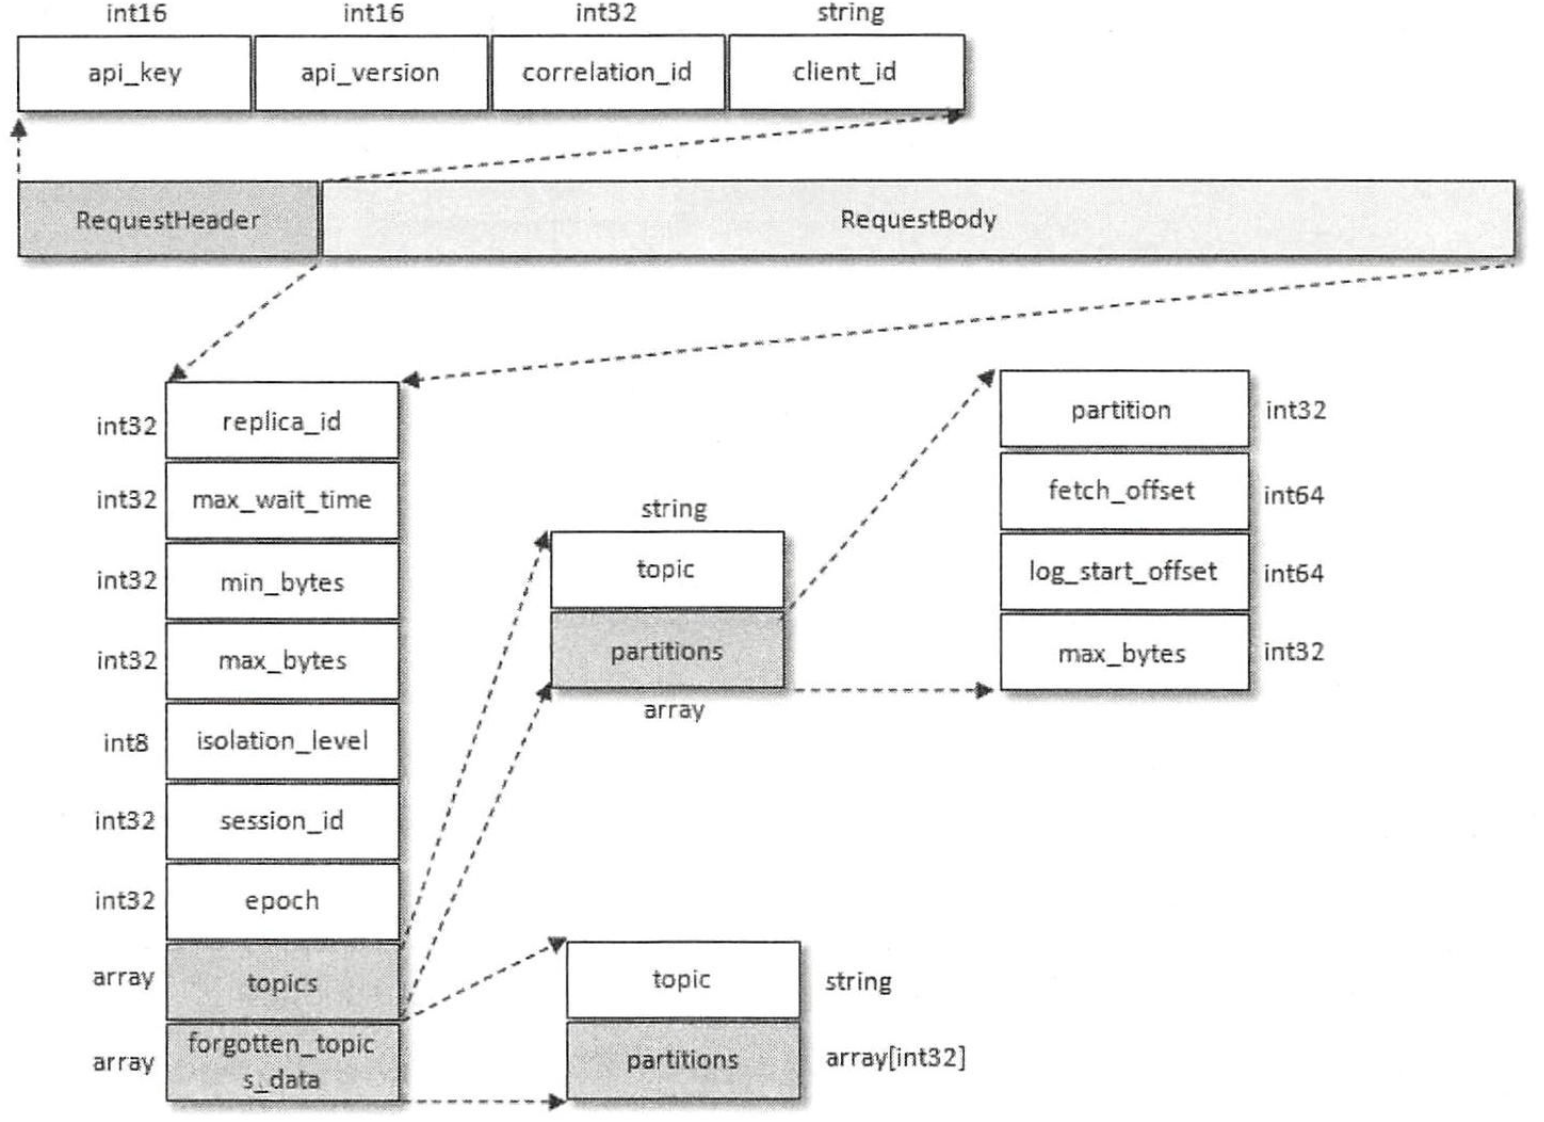 int16 int16 int32 string
api_key api_version correlation_id client_id
RequestHeader RequestBody
int32 replica_id
int32 max_wait_time
int32 min_bytes
int32 max_bytes
int8 isolation_level
int32 session_id
int32 epoch
array topics
array forgotten_topic
s_data
string
topic
partitions
array
partition int32
fetch_offset int64
log_start_offset int64
max_bytes int32
topic string
partitions array[int32]